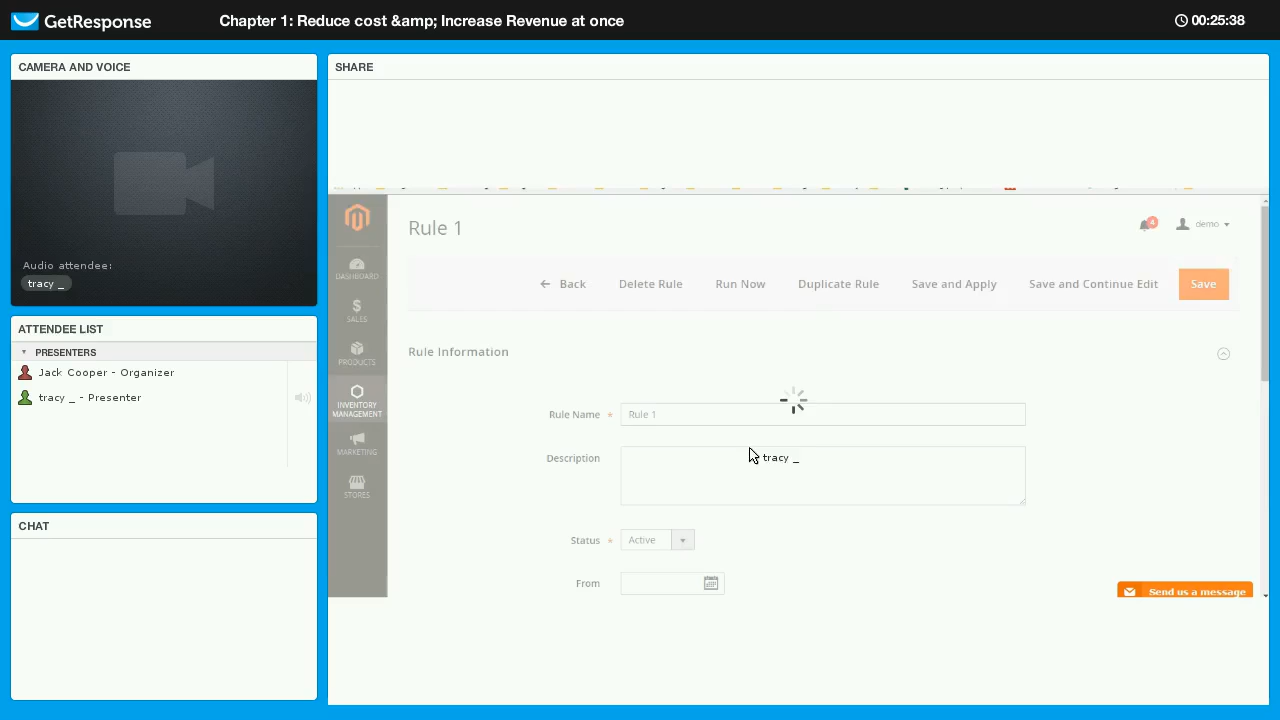 GetResponse
Chapter 1: Reduce cost &amp; Increase Revenue at once
00:25:38
CAMERA AND VOICE
Audio attendee:
tracy _
ATTENDEE LIST
PRESENTERS
Jack Cooper - Organizer
tracy _ - Presenter
CHAT
SHARE
Rule 1
4
demo
DASHBOARD
SALES
PRODUCTS
INVENTORY
MANAGEMENT
MARKETING
STORES
Back
Delete Rule
Run Now
Duplicate Rule
Save and Apply
Save and Continue Edit
Save
Rule Information
Rule Name *
Rule 1
Description
tracy _
Status *
Active
From
Send us a message